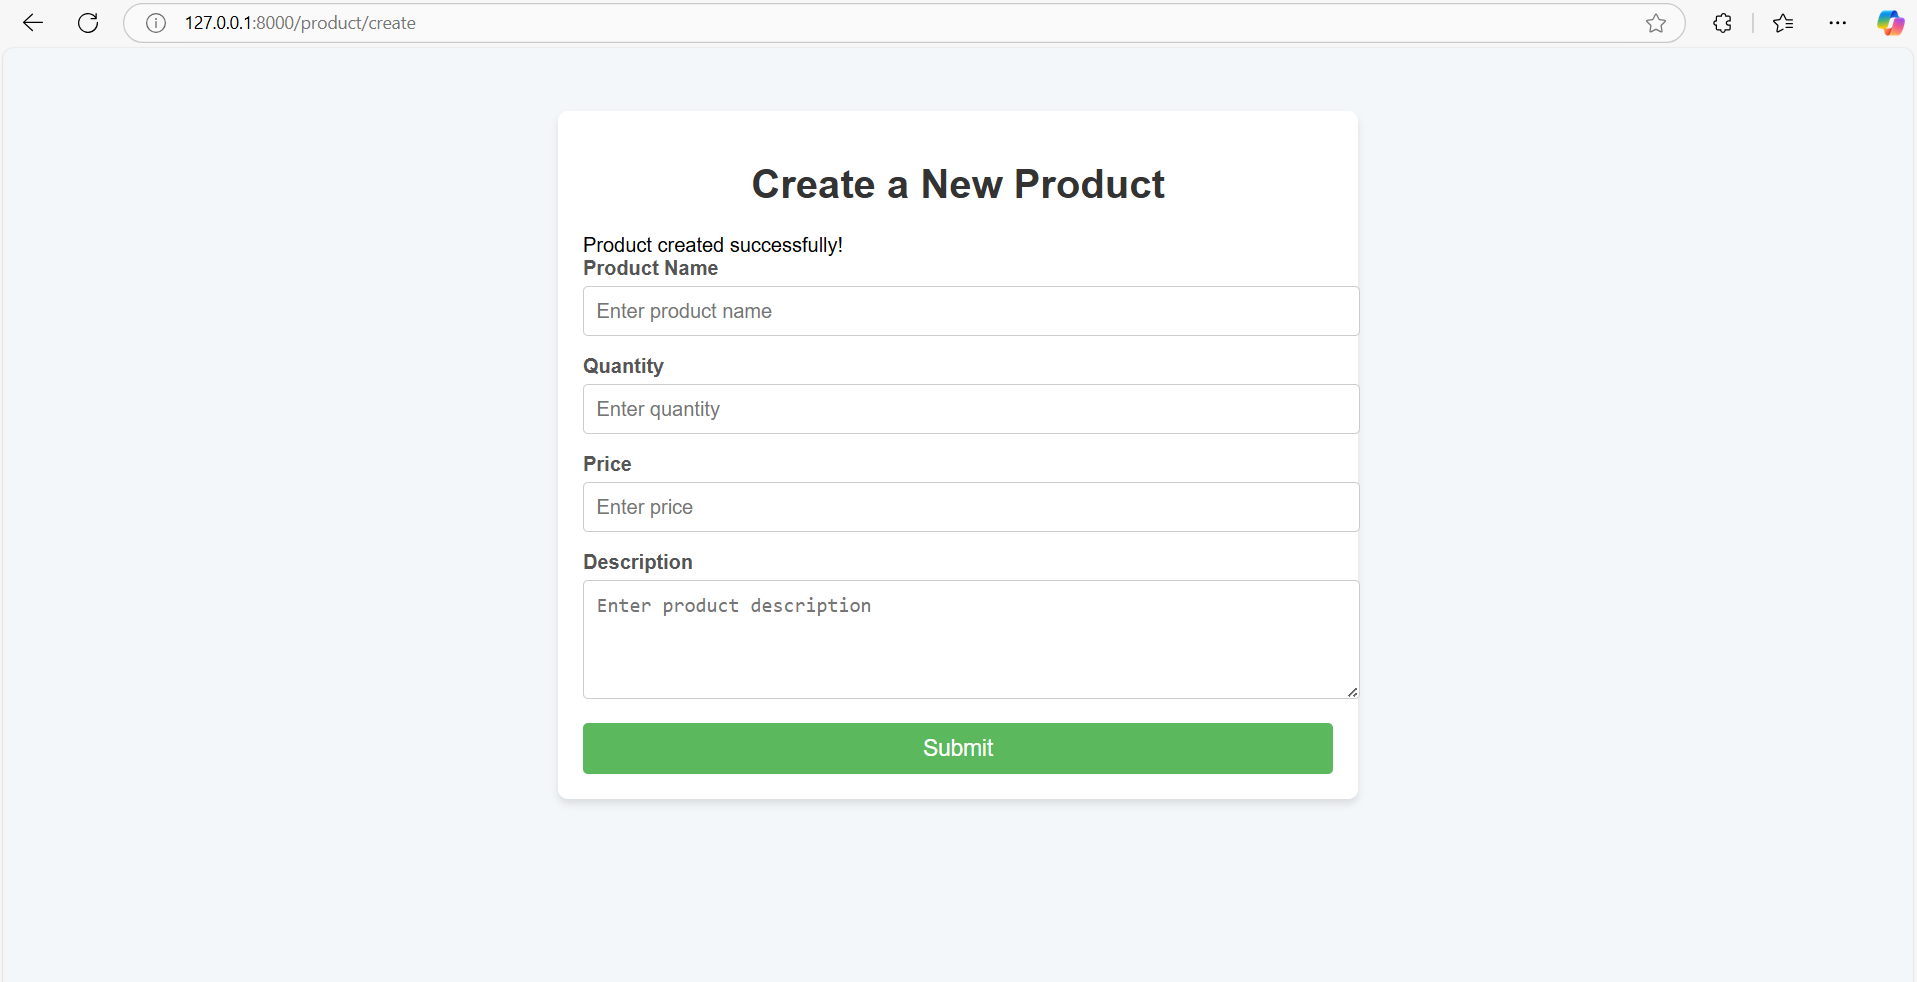 127.0.0.1:8000/product/create
Create a New Product
Product created successfully!
Product Name
Enter product name
Quantity
Enter quantity
Price
Enter price
Description
Enter product description
Submit